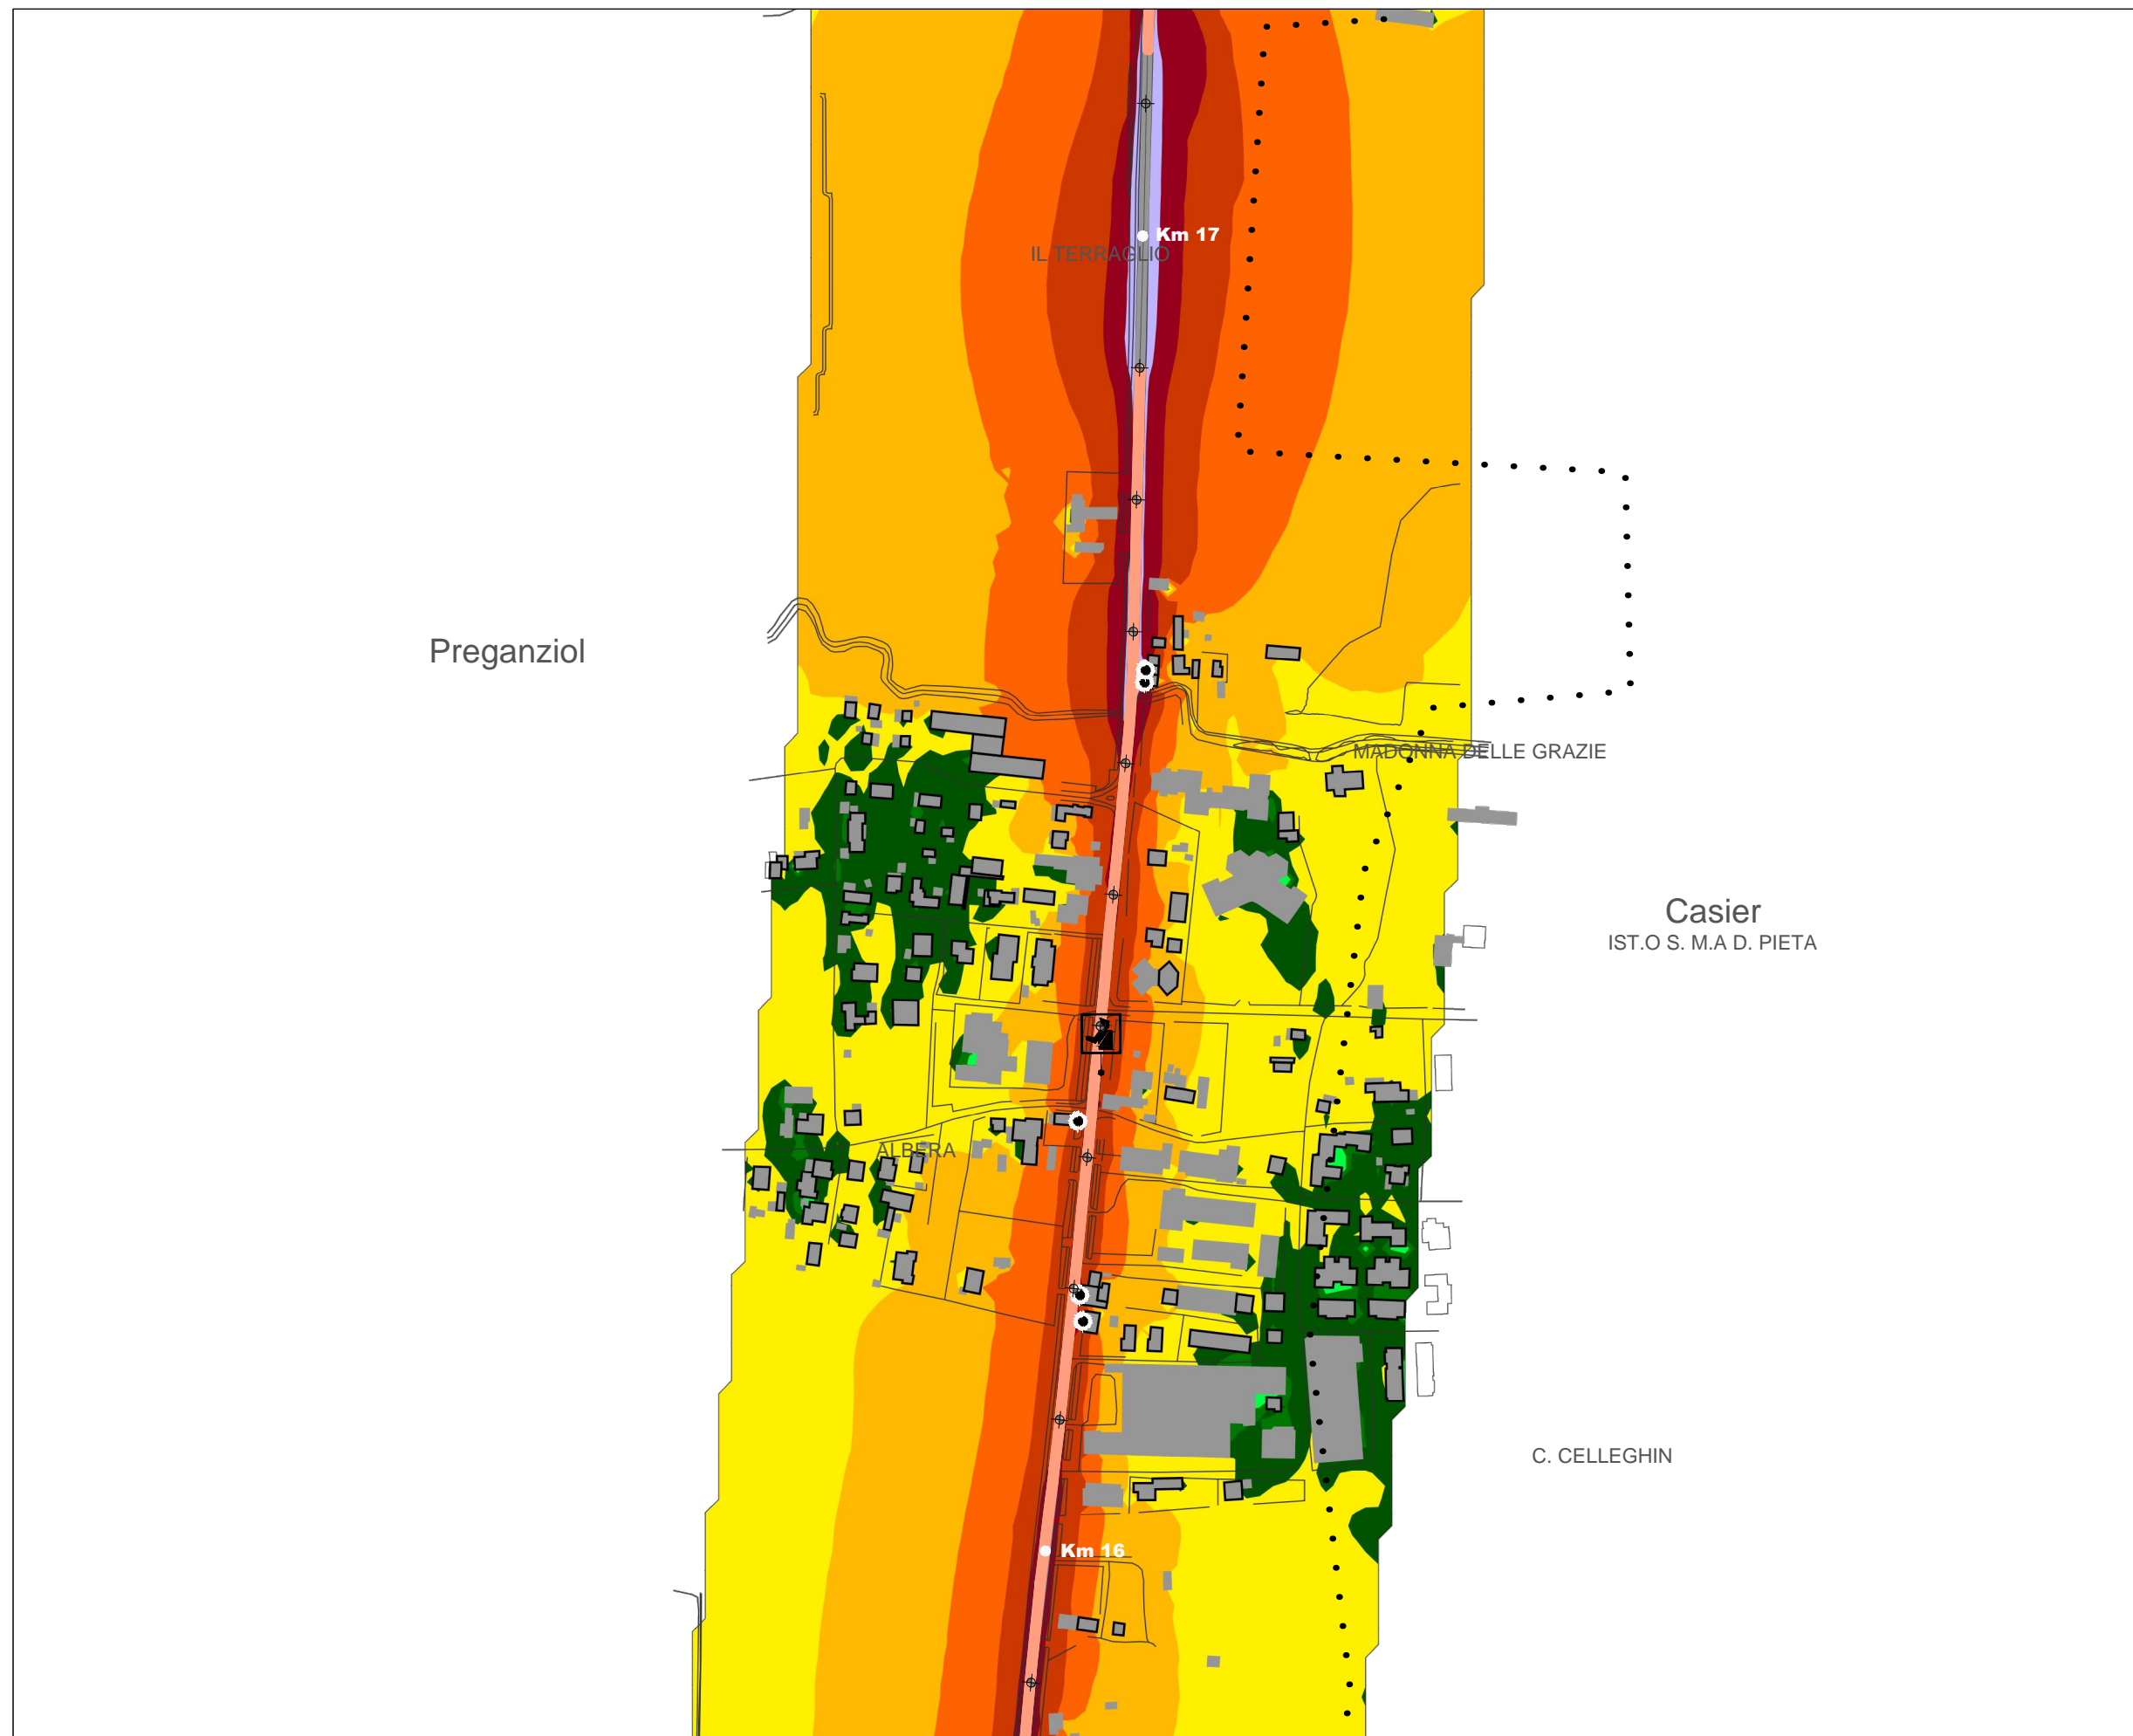 Km 17
IL TERRAGLIO
Preganziol
MADONNA DELLE GRAZIE
Casier
IST.O S. M.A D. PIETA
ALBERA
C. CELLEGHIN
Km 16